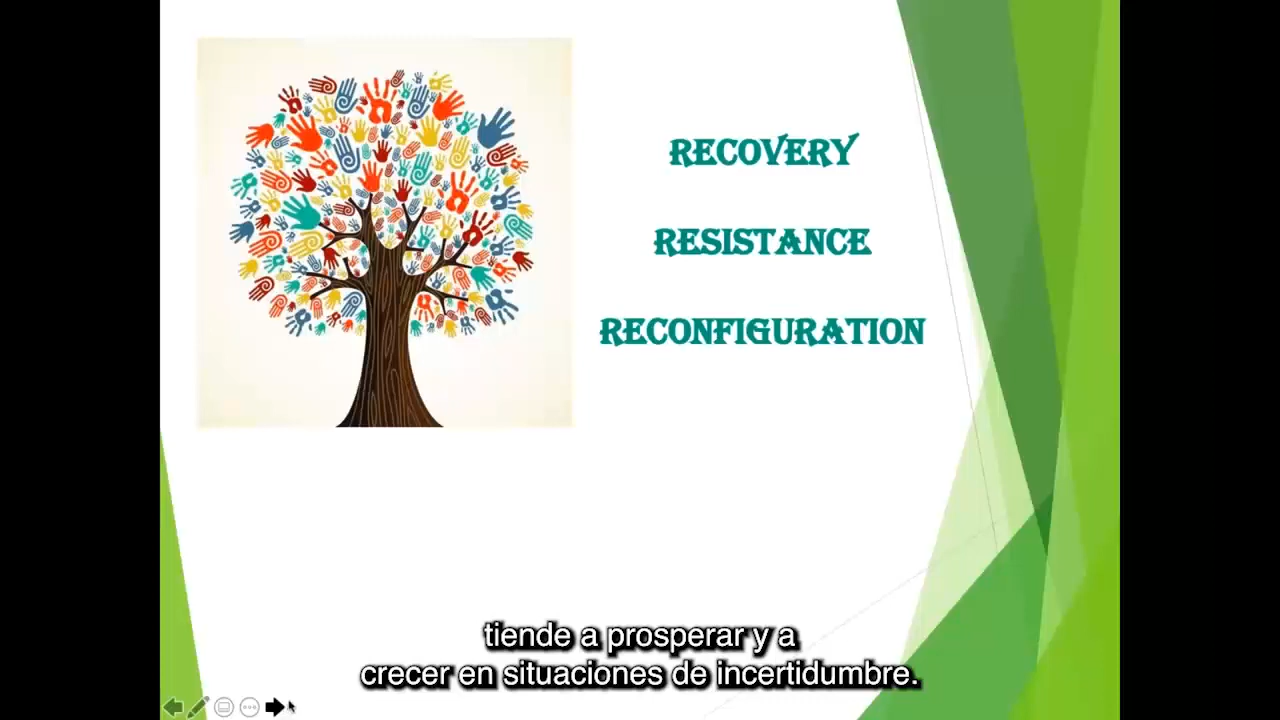 RECOVERY
RESISTANCE
RECONFIGURATION
tiende a prosperar y a
crecer en situaciones de incertidumbre.